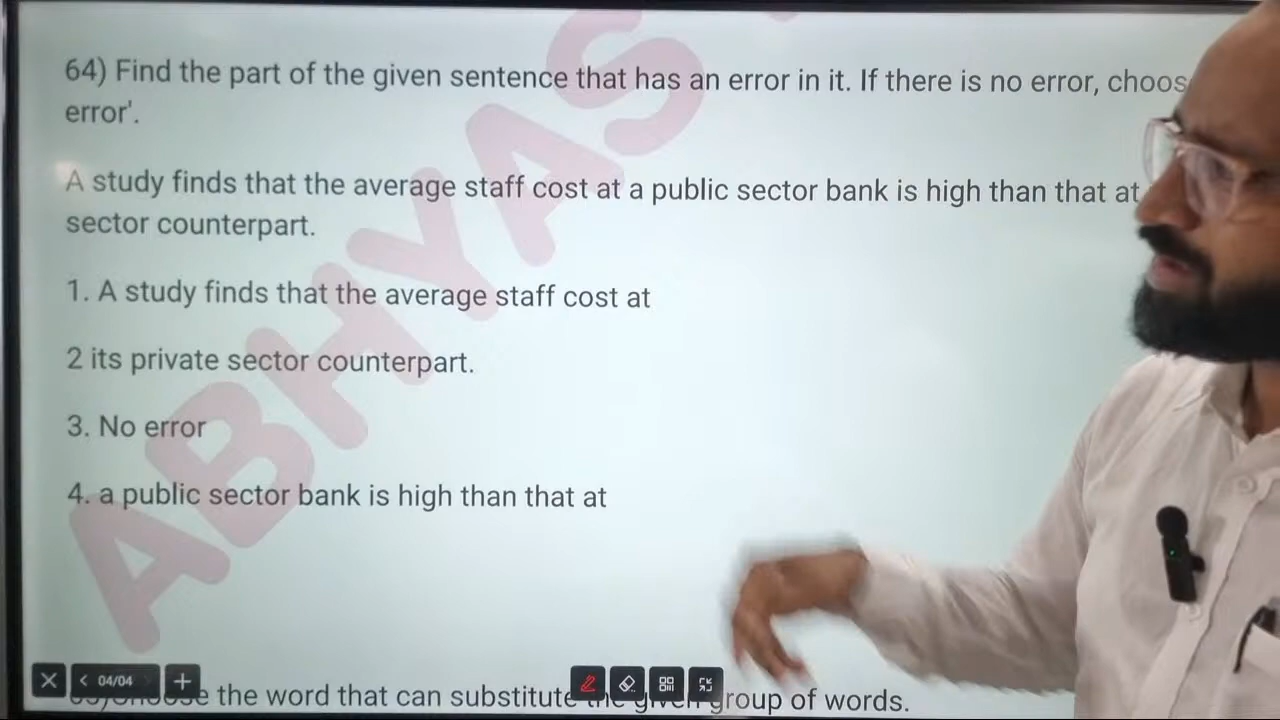 64) Find the part of the given sentence that has an error in it. If there is no error, choos
error'.
A study finds that the average staff cost at a public sector bank is high than that at
sector counterpart.
1. A study finds that the average staff cost at
2 its private sector counterpart.
3. No error
4. a public sector bank is high than that at
ABHYAS
04/04
the word that can substitute the given group of words.